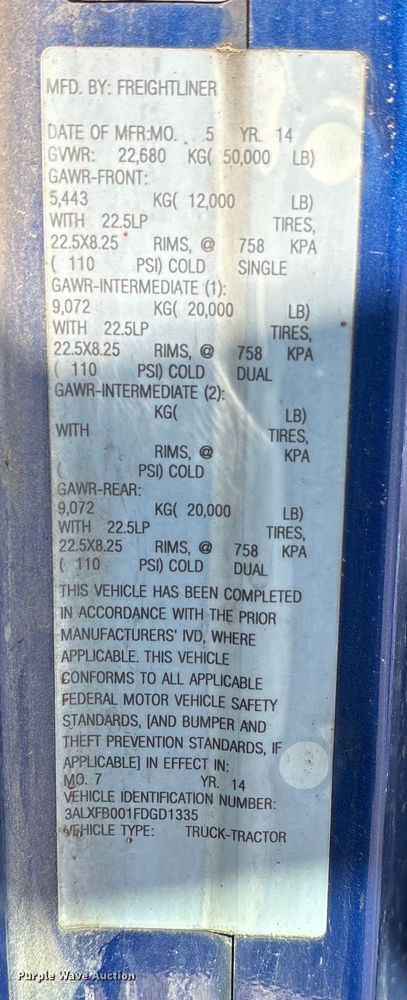 MFD. BY: FREIGHTLINER
DATE OF MFR:MO. 5 YR. 14
GVWR: 22,680 KG( 50,000 LB)
GAWR-FRONT:
5,443 KG( 12,000 LB)
WITH 22.5LP TIRES,
22.5X8.25 RIMS, @ 758 KPA
( 110 PSI) COLD SINGLE
GAWR-INTERMEDIATE (1):
9,072 KG( 20,000 LB)
WITH 22.5LP TIRES,
22.5X8.25 RIMS, @ 758 KPA
( 110 PSI) COLD DUAL
GAWR-INTERMEDIATE (2):
KG( LB)
WITH TIRES,
RIMS, @ KPA
( PSI) COLD
GAWR-REAR:
9,072 KG( 20,000 LB)
WITH 22.5LP TIRES,
22.5X8.25 RIMS, @ 758 KPA
( 110 PSI) COLD DUAL
THIS VEHICLE HAS BEEN COMPLETED
IN ACCORDANCE WITH THE PRIOR
MANUFACTURERS' IVD, WHERE
APPLICABLE. THIS VEHICLE
CONFORMS TO ALL APPLICABLE
FEDERAL MOTOR VEHICLE SAFETY
STANDARDS, [AND BUMPER AND
THEFT PREVENTION STANDARDS, IF
APPLICABLE] IN EFFECT IN:
MO. 7 YR. 14
VEHICLE IDENTIFICATION NUMBER:
3ALXFB001FDGD1335
VEHICLE TYPE: TRUCK-TRACTOR
Purple Wave Auction